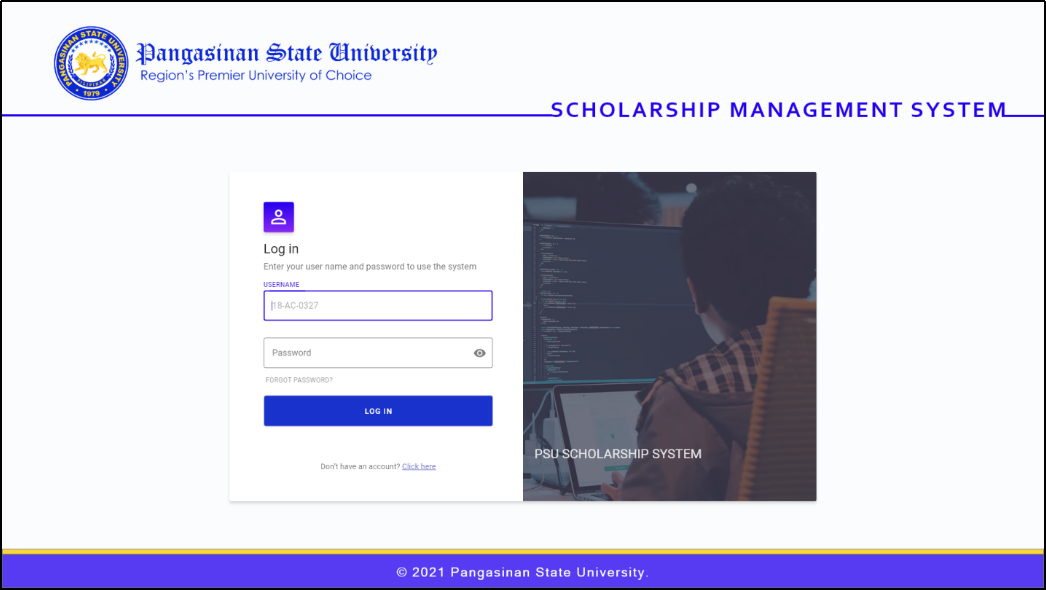 PANGASINAN STATE UNIVERSITY
1979
Pangasinan State University
Region's Premier University of Choice
SCHOLARSHIP MANAGEMENT SYSTEM
Log in
Enter your user name and password to use the system
USERNAME
18-AC-0327
Password
FORGOT PASSWORD?
LOG IN
Don't have an account? Click here
PSU SCHOLARSHIP SYSTEM
© 2021 Pangasinan State University.